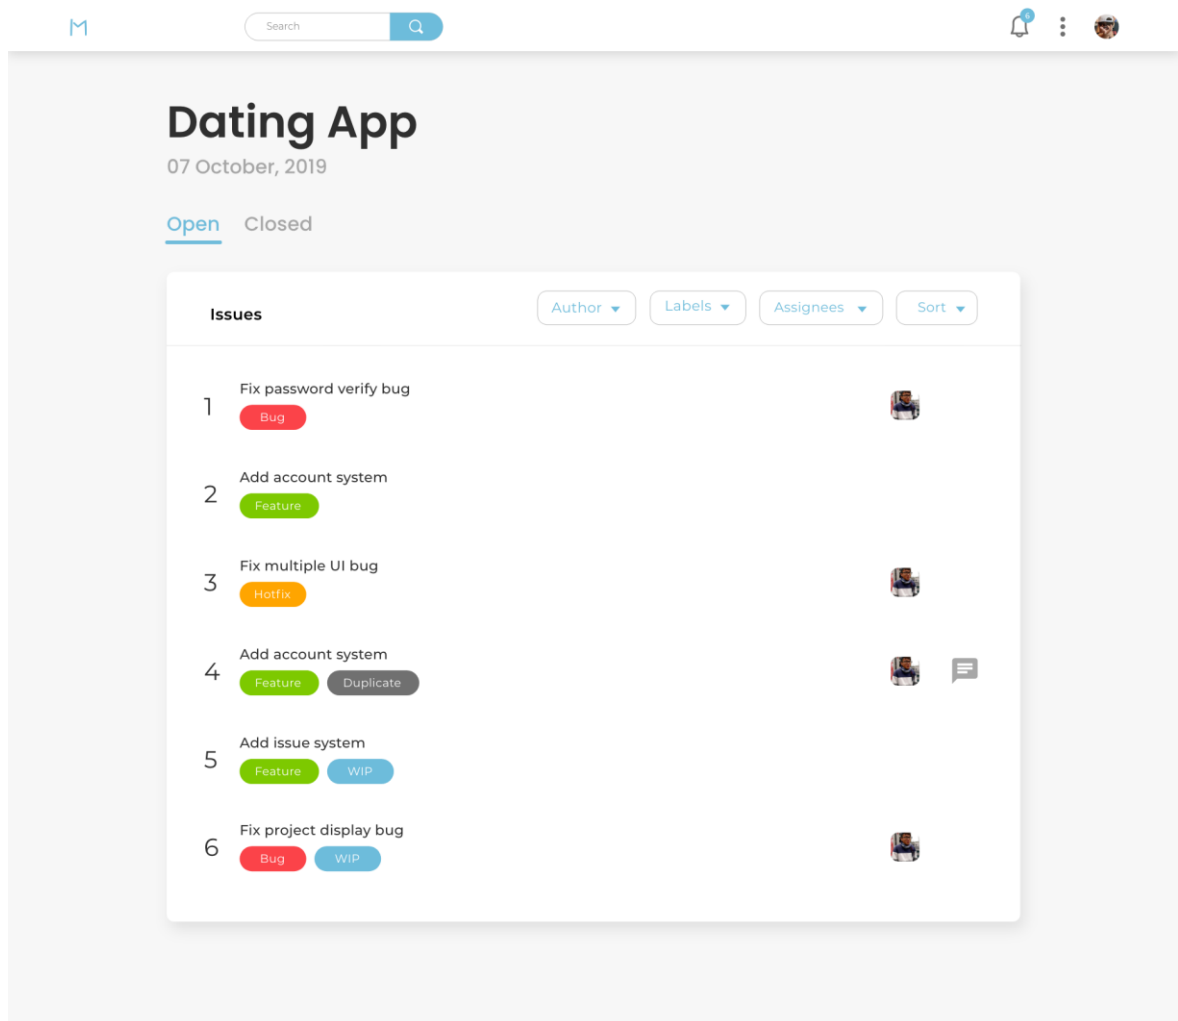 M
Search
6
Dating App
07 October, 2019
Open Closed
Issues Author Labels Assignees Sort
1 Fix password verify bug
Bug
2 Add account system
Feature
3 Fix multiple UI bug
Hotfix
4 Add account system
Feature Duplicate
5 Add issue system
Feature WIP
6 Fix project display bug
Bug WIP